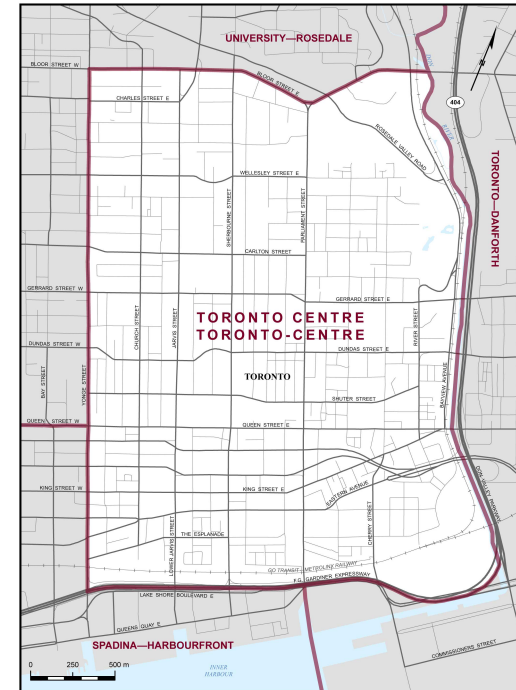 UNIVERSITY—ROSEDALE
BLOOR STREET W
BLOOR STREET E
DON
RIVER
N
404
CHARLES STREET E
ROSEDALE VALLEY ROAD
TORONTO—DANFORTH
WELLESLEY STREET E
SHERBOURNE STREET
PARLIAMENT STREET
CARLTON STREET
GERRARD STREET W
GERRARD STREET E
TORONTO CENTRE
TORONTO-CENTRE
CHURCH STREET
JARVIS STREET
RIVER STREET
DUNDAS STREET W
DUNDAS STREET E
BAY STREET
YONGE STREET
TORONTO
BAYVIEW AVENUE
SHUTER STREET
QUEEN STREET W
QUEEN STREET E
KING STREET W
KING STREET E
EASTERN AVENUE
DON VALLEY PARKWAY
CHERRY STREET
LOWER JARVIS STREET
THE ESPLANADE
GO TRANSIT - METROLINX RAILWAY
F.G. GARDINER EXPRESSWAY
LAKE SHORE BOULEVARD E
QUEENS QUAY E
COMMISSIONERS STREET
SPADINA—HARBOURFRONT
INNER
HARBOUR
0 250 500 m